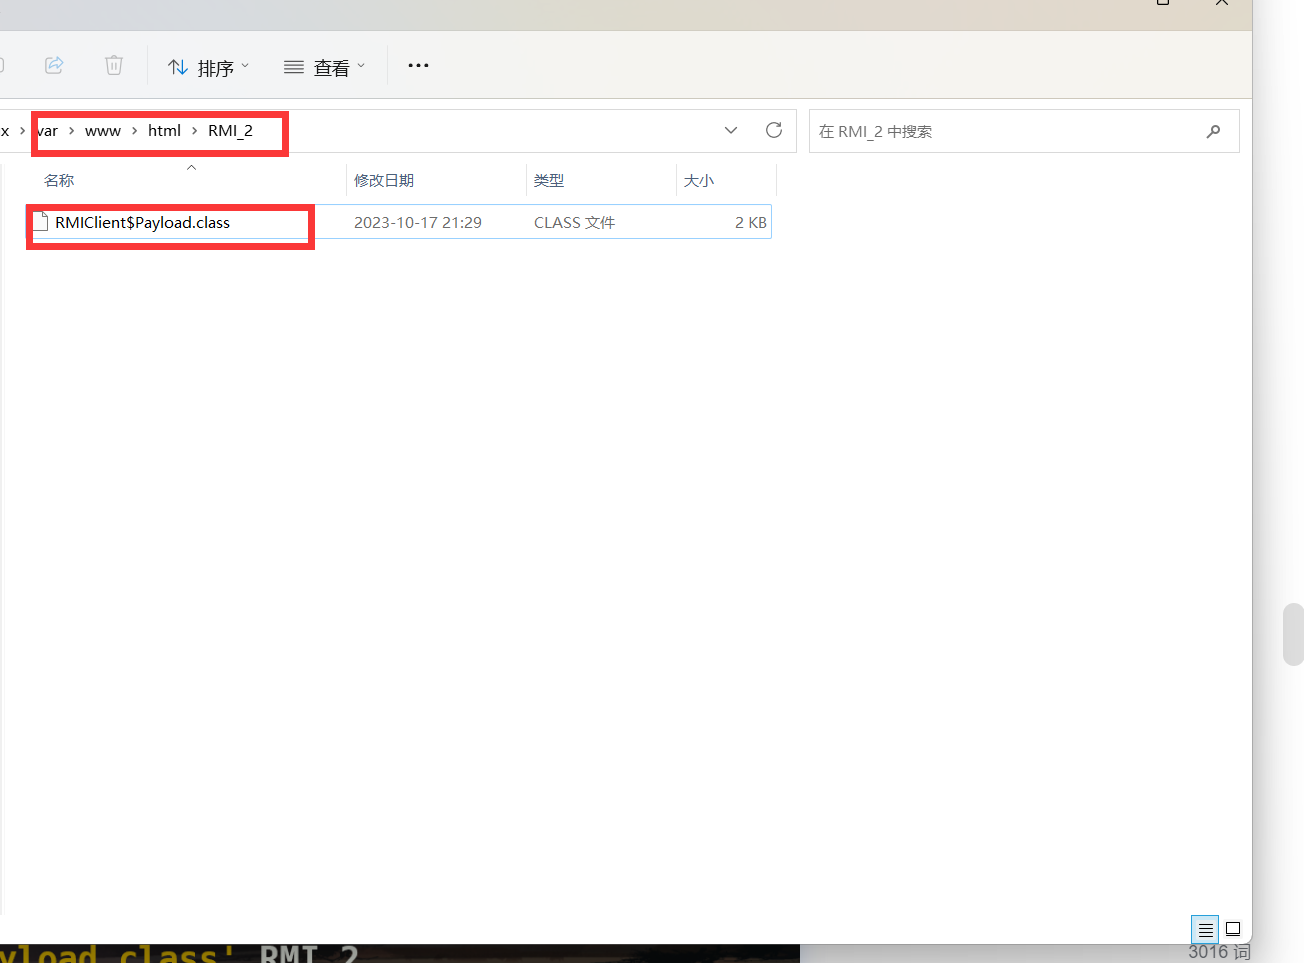 排序 查看
x › var › www › html › RMI_2 在 RMI_2 中搜索
名称 修改日期 类型 大小
RMIClient$Payload.class 2023-10-17 21:29 CLASS 文件 2 KB
yload.class' RMI_2
3016 词